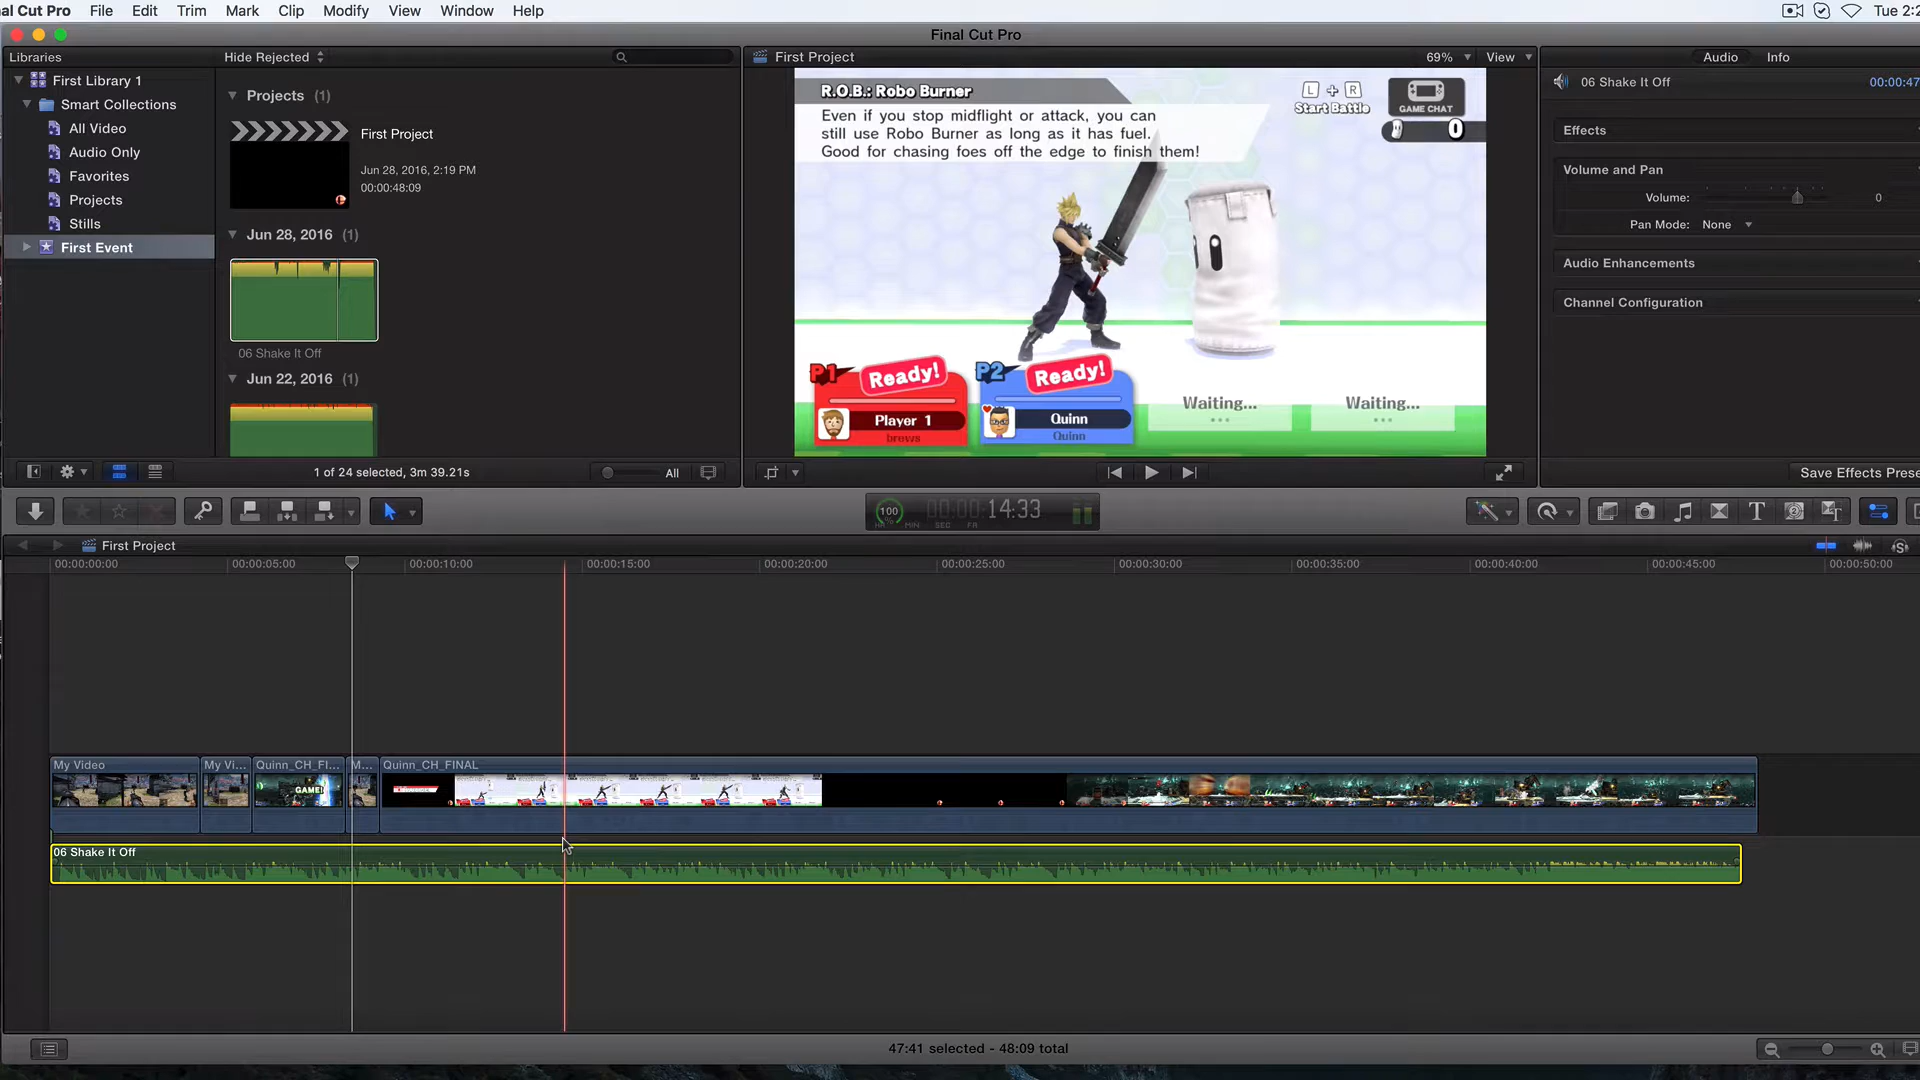 al Cut Pro File Edit Trim Mark Clip Modify View Window Help Tue 2:2
Final Cut Pro
Libraries Hide Rejected First Project 69% View Audio Info
First Library 1
Smart Collections
All Video
Audio Only
Favorites
Projects
Stills
First Event
Projects (1)
First Project
Jun 28, 2016, 2:19 PM
00:00:48:09
Jun 28, 2016 (1)
06 Shake It Off
Jun 22, 2016 (1)
1 of 24 selected, 3m 39.21s
All
R.O.B.: Robo Burner
Even if you stop midflight or attack, you can
still use Robo Burner as long as it has fuel.
Good for chasing foes off the edge to finish them!
L + R
Start Battle
GAME CHAT
0
P1 Ready!
Player 1
brews
P2 Ready!
Quinn
Quinn
Waiting...
Waiting...
06 Shake It Off 00:00:47
Effects
Volume and Pan
Volume: 0
Pan Mode: None
Audio Enhancements
Channel Configuration
Save Effects Prese
100
%
00:00:14:33
HR MIN SEC FR
T
First Project
00:00:00:00 00:00:05:00 00:00:10:00 00:00:15:00 00:00:20:00 00:00:25:00 00:00:30:00 00:00:35:00 00:00:40:00 00:00:45:00 00:00:50:00
My Video My Vi... Quinn_CH_FI... M... Quinn_CH_FINAL
GAME!
06 Shake It Off
47:41 selected - 48:09 total